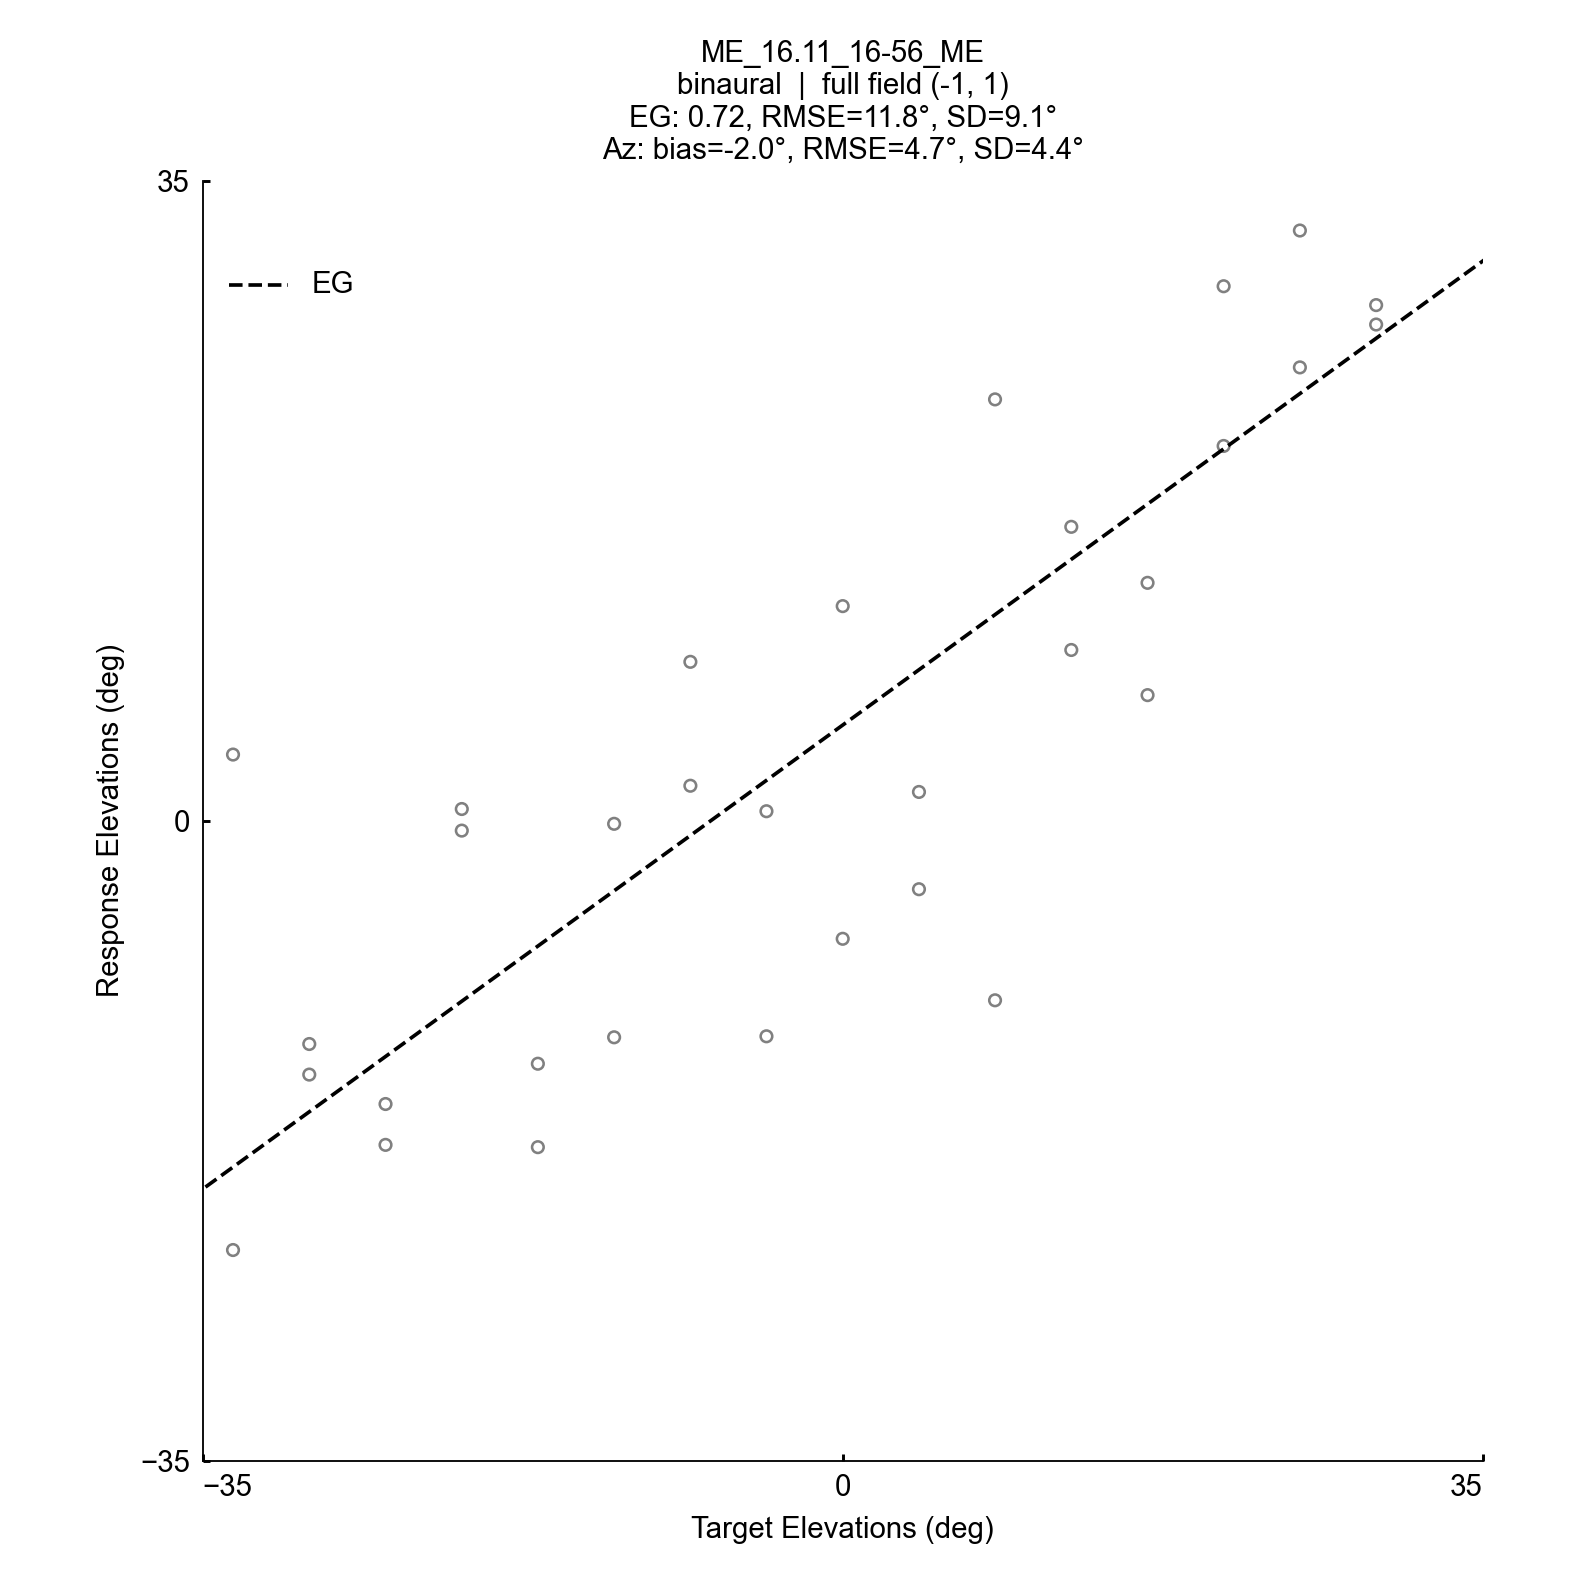 ME_16.11_16-56_ME
binaural | full field (-1, 1)
EG: 0.72, RMSE=11.8°, SD=9.1°
Az: bias=-2.0°, RMSE=4.7°, SD=4.4°
35
EG
Response Elevations (deg)
0
−35
−35
0
35
Target Elevations (deg)